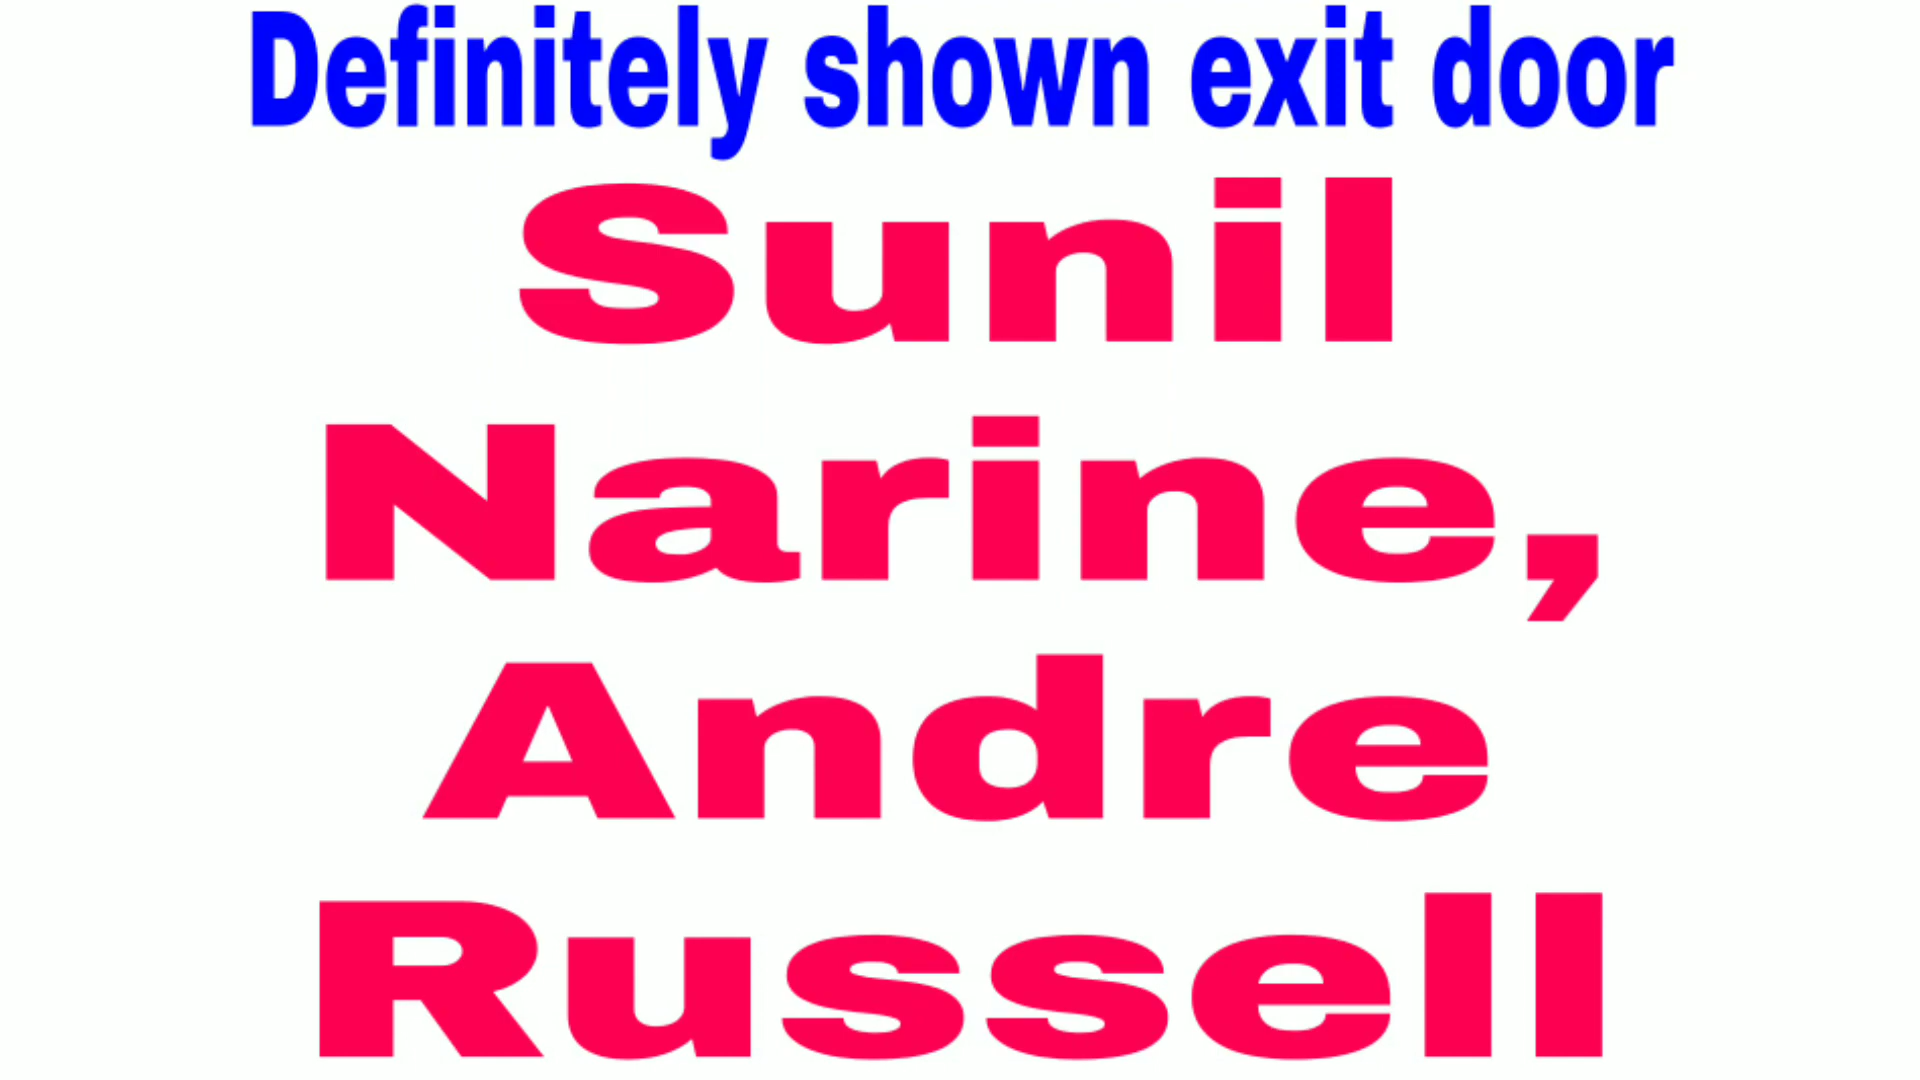 Definitely shown exit door
Sunil
Narine,
Andre
Russell